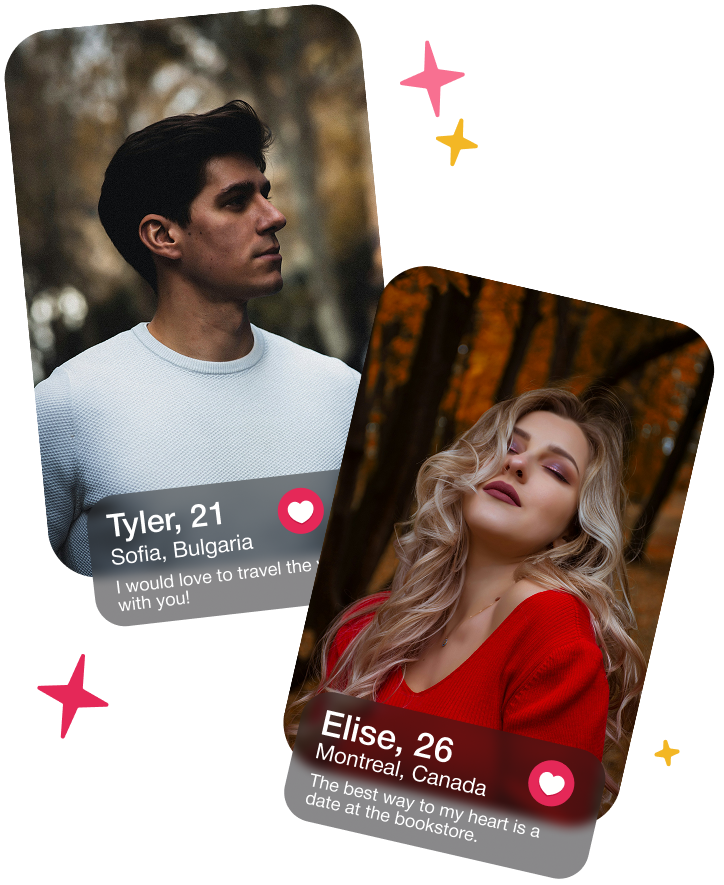 Tyler, 21
Sofia, Bulgaria
I would love to travel the
with you!
Elise, 26
Montreal, Canada
The best way to my heart is a
date at the bookstore.